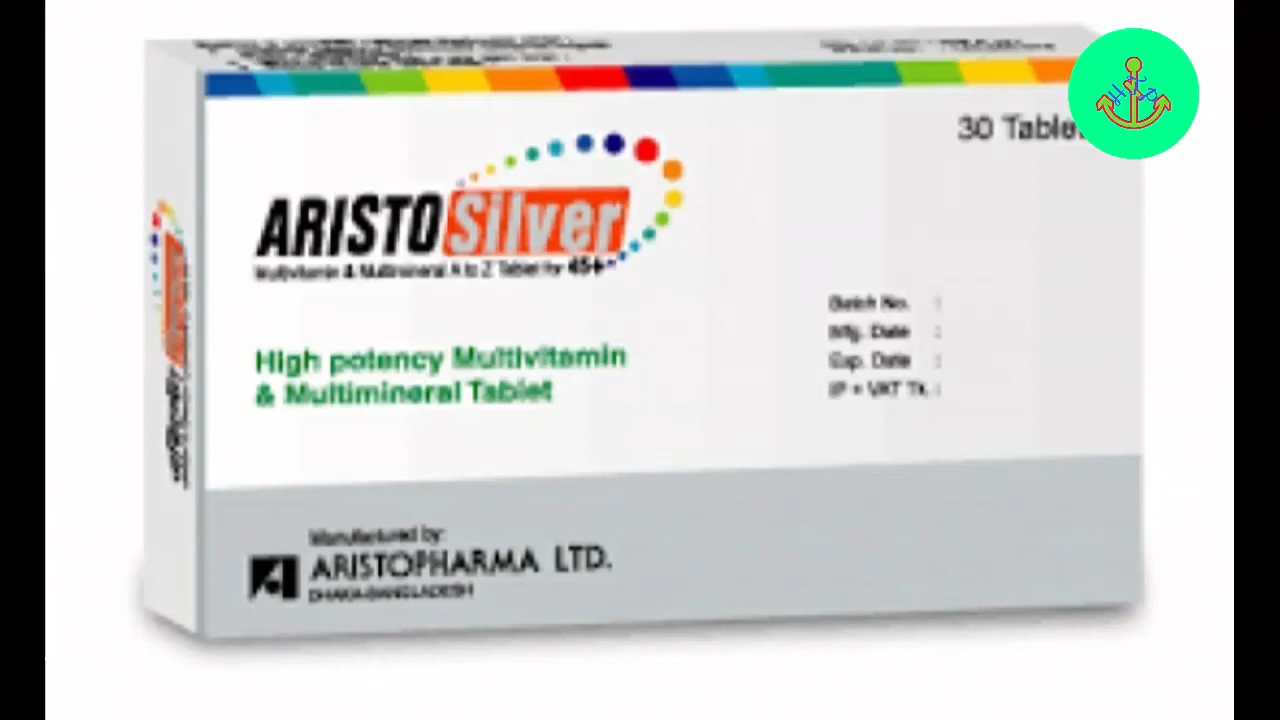 30 Tablet
ARISTO Silver
Multivitamin & Multimineral A to Z Tablet for 45+
High potency Multivitamin
& Multimineral Tablet
Batch No. :
Mfg. Date :
Exp. Date :
IP + VAT Tk. :
Manufactured by:
ARISTOPHARMA LTD.
DHAKA-BANGLADESH